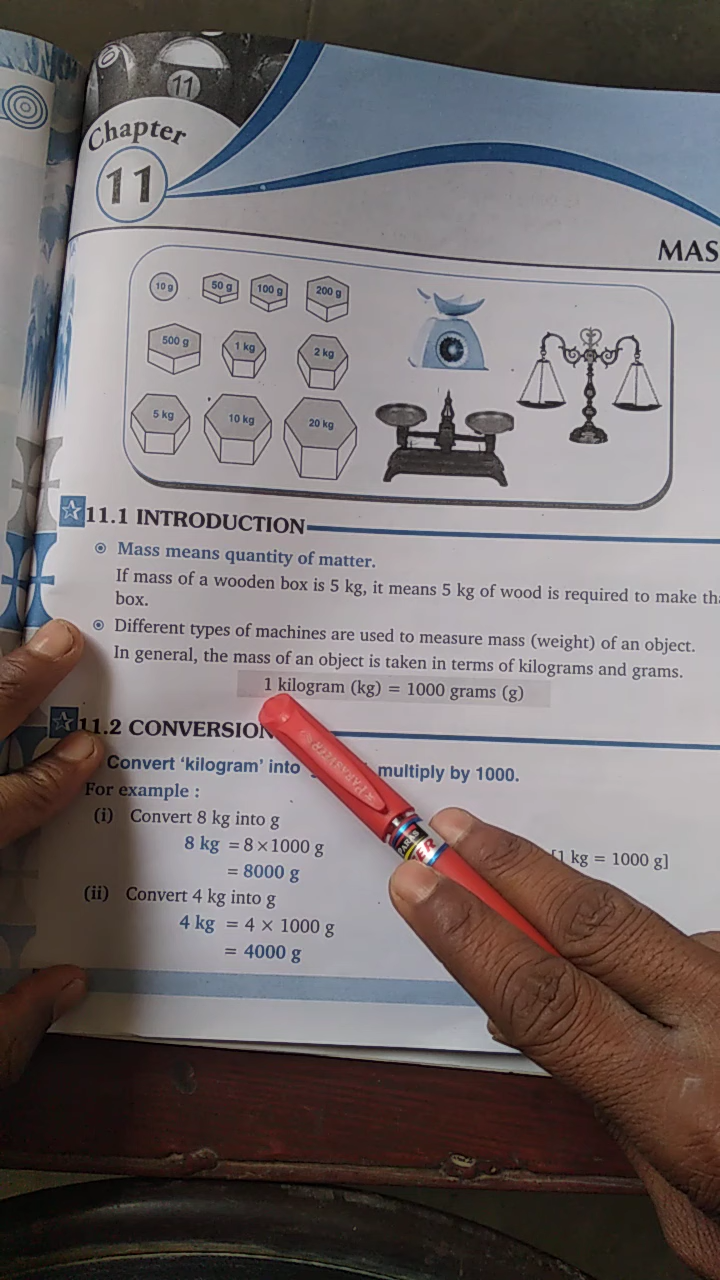 11
Chapter
11
MAS
10 g
50 g
100 g
200 g
500 g
1 kg
2 kg
5 kg
10 kg
20 kg
11.1 INTRODUCTION
Mass means quantity of matter.
If mass of a wooden box is 5 kg, it means 5 kg of wood is required to make tha
box.
Different types of machines are used to measure mass (weight) of an object.
In general, the mass of an object is taken in terms of kilograms and grams.
1 kilogram (kg) = 1000 grams (g)
11.2 CONVERSION
Convert 'kilogram' into multiply by 1000.
For example :
(i) Convert 8 kg into g
8 kg = 8×1000 g [1 kg = 1000 g]
= 8000 g
(ii) Convert 4 kg into g
4 kg = 4 × 1000 g
= 4000 g